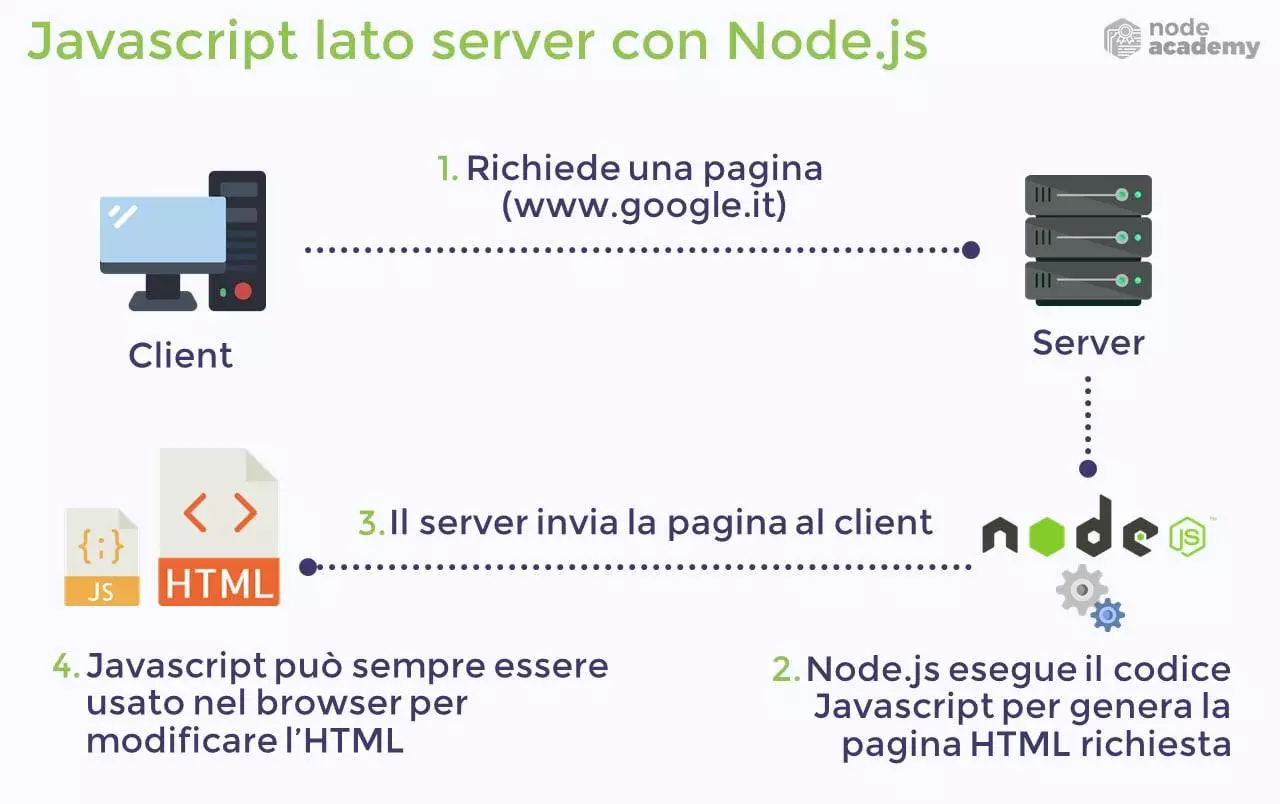 Javascript lato server con Node.js
node
academy
1. Richiede una pagina
(www.google.it)
Client
Server
3. Il server invia la pagina al client
node JS ™
JS
HTML
4. Javascript può sempre essere
usato nel browser per
modificare l’HTML
2. Node.js esegue il codice
Javascript per genera la
pagina HTML richiesta